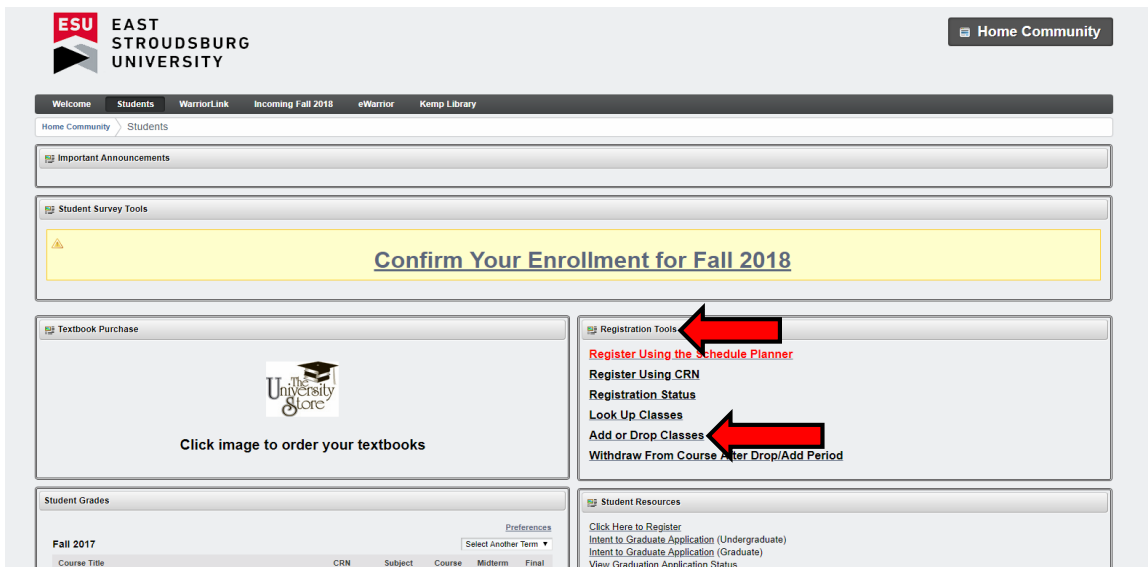 ESU EAST
STROUDSBURG
UNIVERSITY
Home Community
Welcome Students WarriorLink Incoming Fall 2018 eWarrior Kemp Library
Home Community Students
Important Announcements
Student Survey Tools
Confirm Your Enrollment for Fall 2018
Textbook Purchase
The
University
Store
Click image to order your textbooks
Registration Tools
Register Using the Schedule Planner
Register Using CRN
Registration Status
Look Up Classes
Add or Drop Classes
Withdraw From Course After Drop/Add Period
Student Grades
Preferences
Fall 2017 Select Another Term
Course Title CRN Subject Course Midterm Final
Student Resources
Click Here to Register
Intent to Graduate Application (Undergraduate)
Intent to Graduate Application (Graduate)
View Graduation Application Status